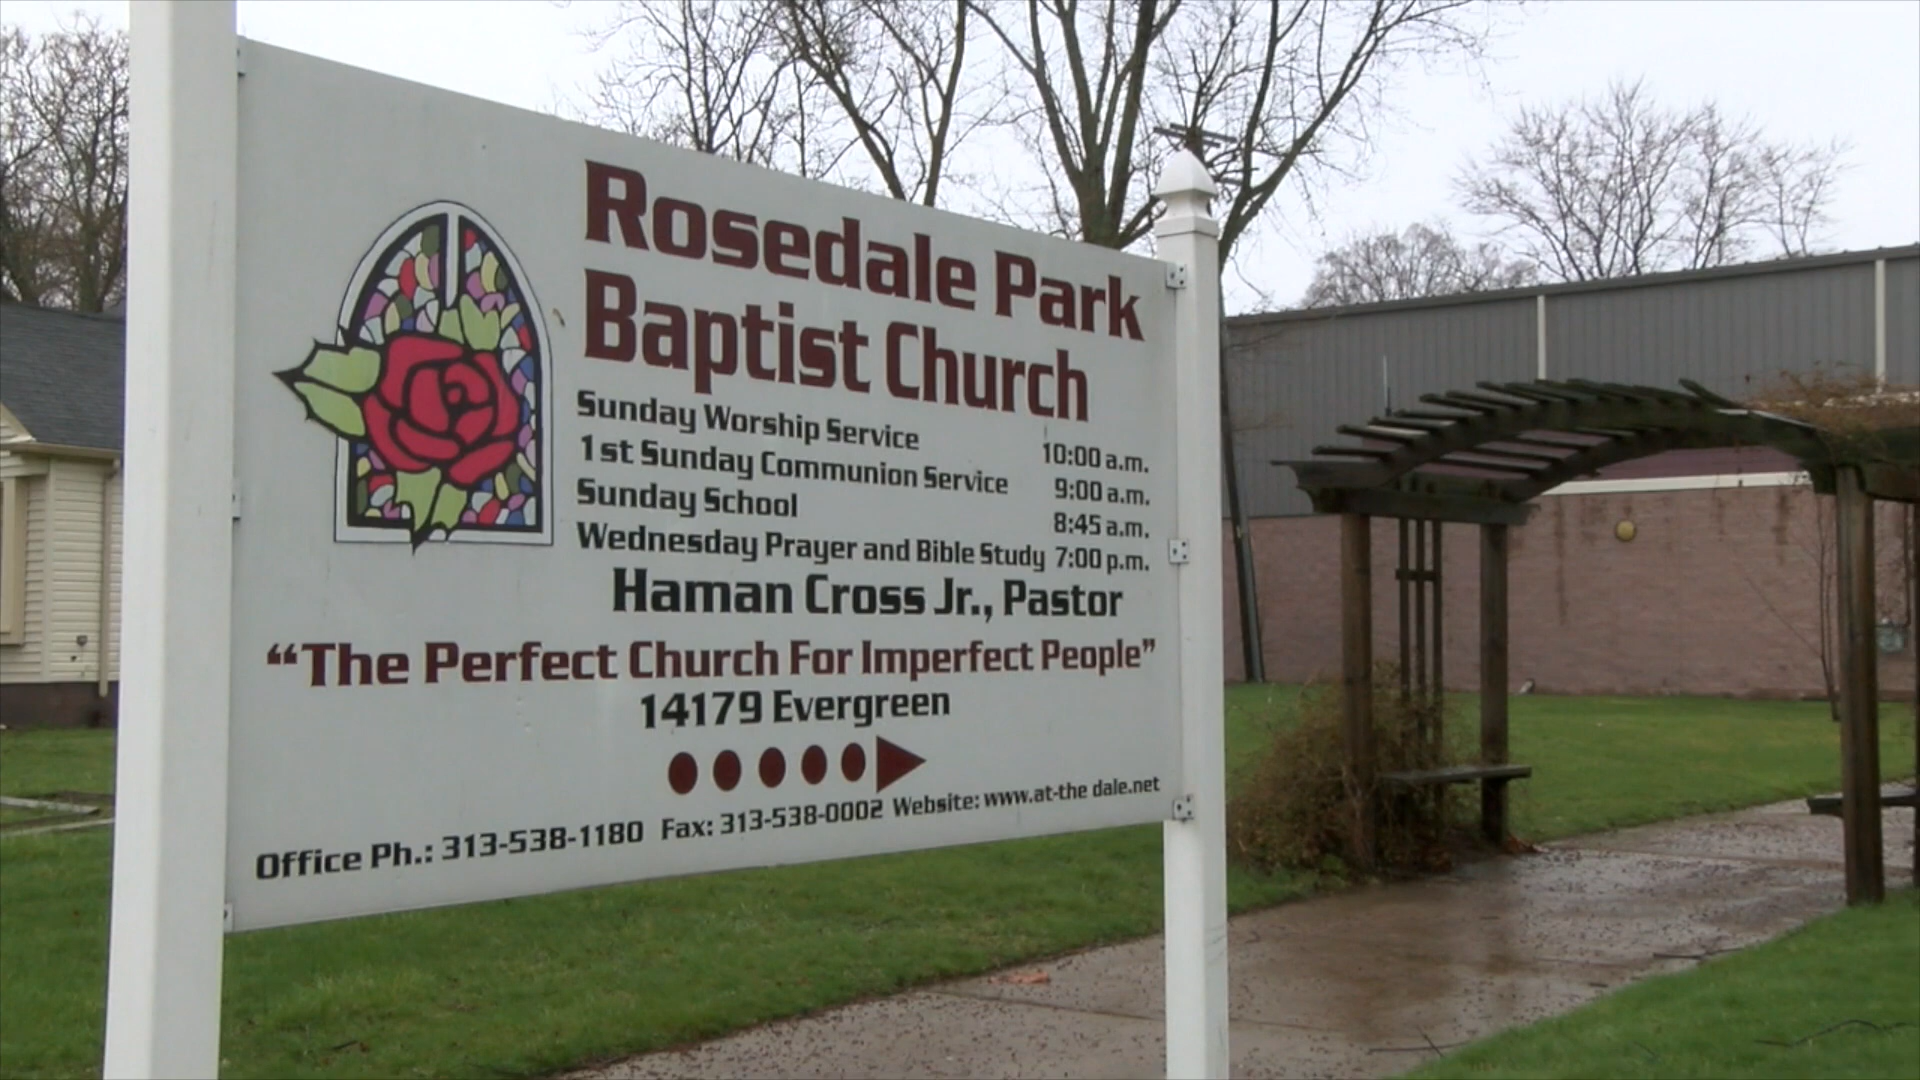 Rosedale Park
Baptist Church
Sunday Worship Service 10:00 a.m.
1st Sunday Communion Service 9:00 a.m.
Sunday School 8:45 a.m.
Wednesday Prayer and Bible Study 7:00 p.m.
Haman Cross Jr., Pastor
“The Perfect Church For Imperfect People”
14179 Evergreen
Office Ph.: 313-538-1180 Fax: 313-538-0002 Website: www.at-the dale.net